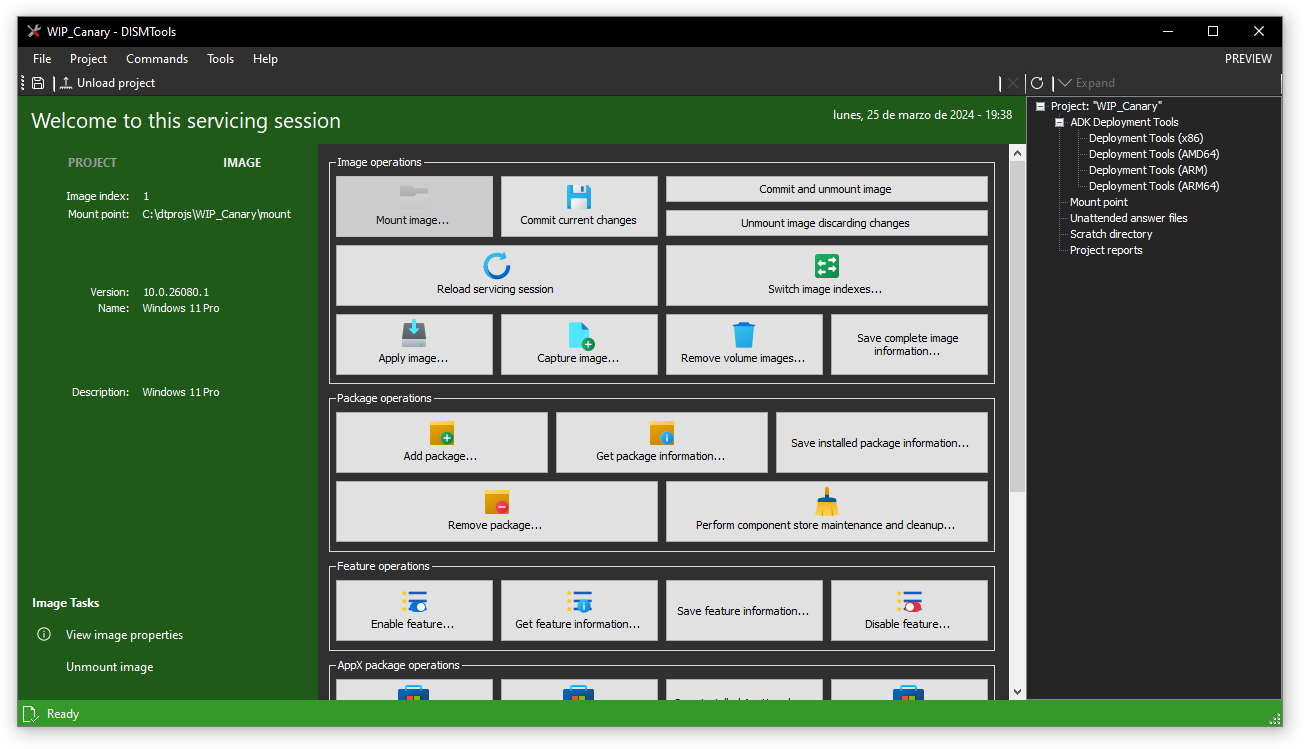 WIP_Canary - DISMTools
File Project Commands Tools Help PREVIEW
Unload project
Expand
Welcome to this servicing session
lunes, 25 de marzo de 2024 - 19:38
PROJECT IMAGE
Image index: 1
Mount point: C:\dtprojs\WIP_Canary\mount
Version: 10.0.26080.1
Name: Windows 11 Pro
Description: Windows 11 Pro
Image Tasks
View image properties
Unmount image
Image operations
Mount image...
Commit current changes
Commit and unmount image
Unmount image discarding changes
Reload servicing session
Switch image indexes...
Apply image...
Capture image...
Remove volume images...
Save complete image
information...
Package operations
Add package...
Get package information...
Save installed package information...
Remove package...
Perform component store maintenance and cleanup...
Feature operations
Enable feature...
Get feature information...
Save feature information...
Disable feature...
AppX package operations
Project: "WIP_Canary"
ADK Deployment Tools
Deployment Tools (x86)
Deployment Tools (AMD64)
Deployment Tools (ARM)
Deployment Tools (ARM64)
Mount point
Unattended answer files
Scratch directory
Project reports
Ready